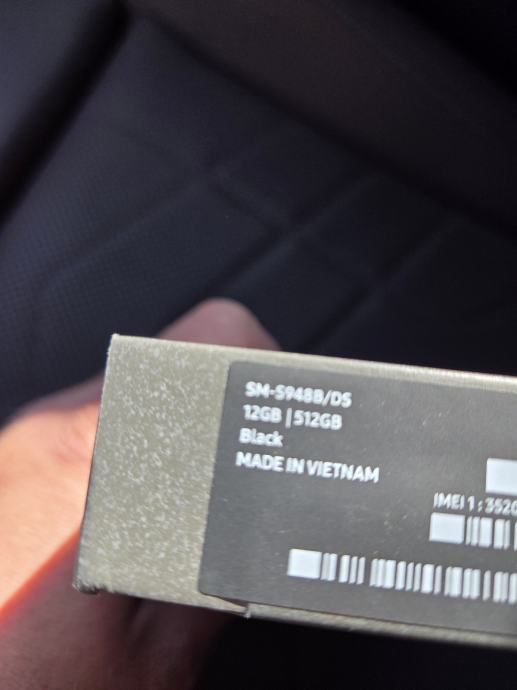 SM-S948B/DS
12GB | 512GB
Black
MADE IN VIETNAM
IMEI 1 : 3520